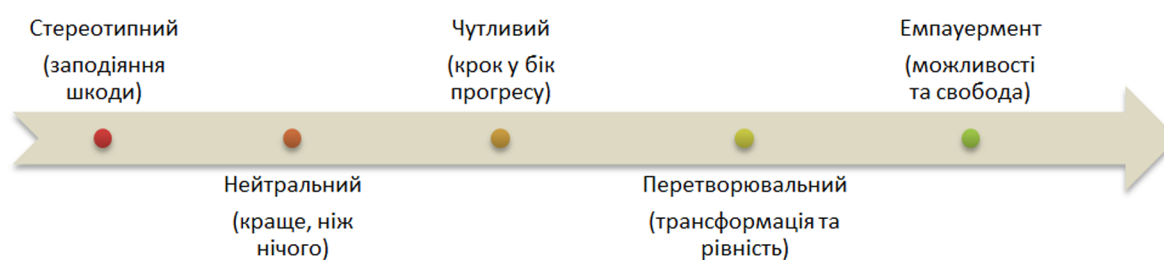 Стереотипний
(заподіяння
шкоди)
Нейтральний
(краще, ніж
нічого)
Чутливий
(крок у бік
прогресу)
Перетворювальний
(трансформація та
рівність)
Емпауермент
(можливості
та свобода)